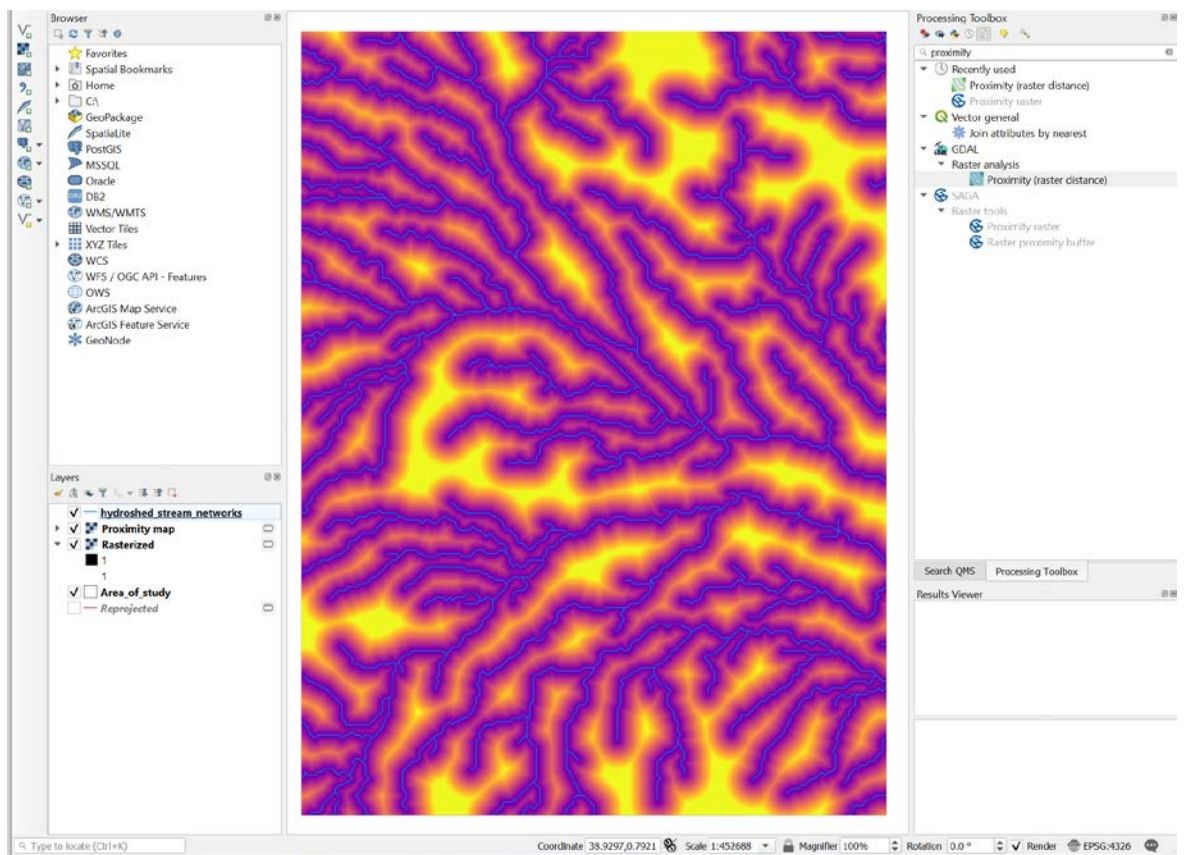 Browser
Favorites
Spatial Bookmarks
Home
C:\
GeoPackage
SpatiaLite
PostGIS
MSSQL
Oracle
DB2
WMS/WMTS
Vector Tiles
XYZ Tiles
WCS
WFS / OGC API - Features
OWS
ArcGIS Map Service
ArcGIS Feature Service
GeoNode
Layers
hydroshed_stream_networks
Proximity map
Rasterized
1
1
Area_of_study
Reprojected
Processing Toolbox
proximity
Recently used
Proximity (raster distance)
Proximity raster
Vector general
Join attributes by nearest
GDAL
Raster analysis
Proximity (raster distance)
SAGA
Raster tools
Proximity raster
Raster proximity buffer
Search QMS Processing Toolbox
Results Viewer
Type to locate (Ctrl+K) Coordinate 38.9297,0.7921 Scale 1:452688 Magnifier 100% Rotation 0.0 ° Render EPSG:4326